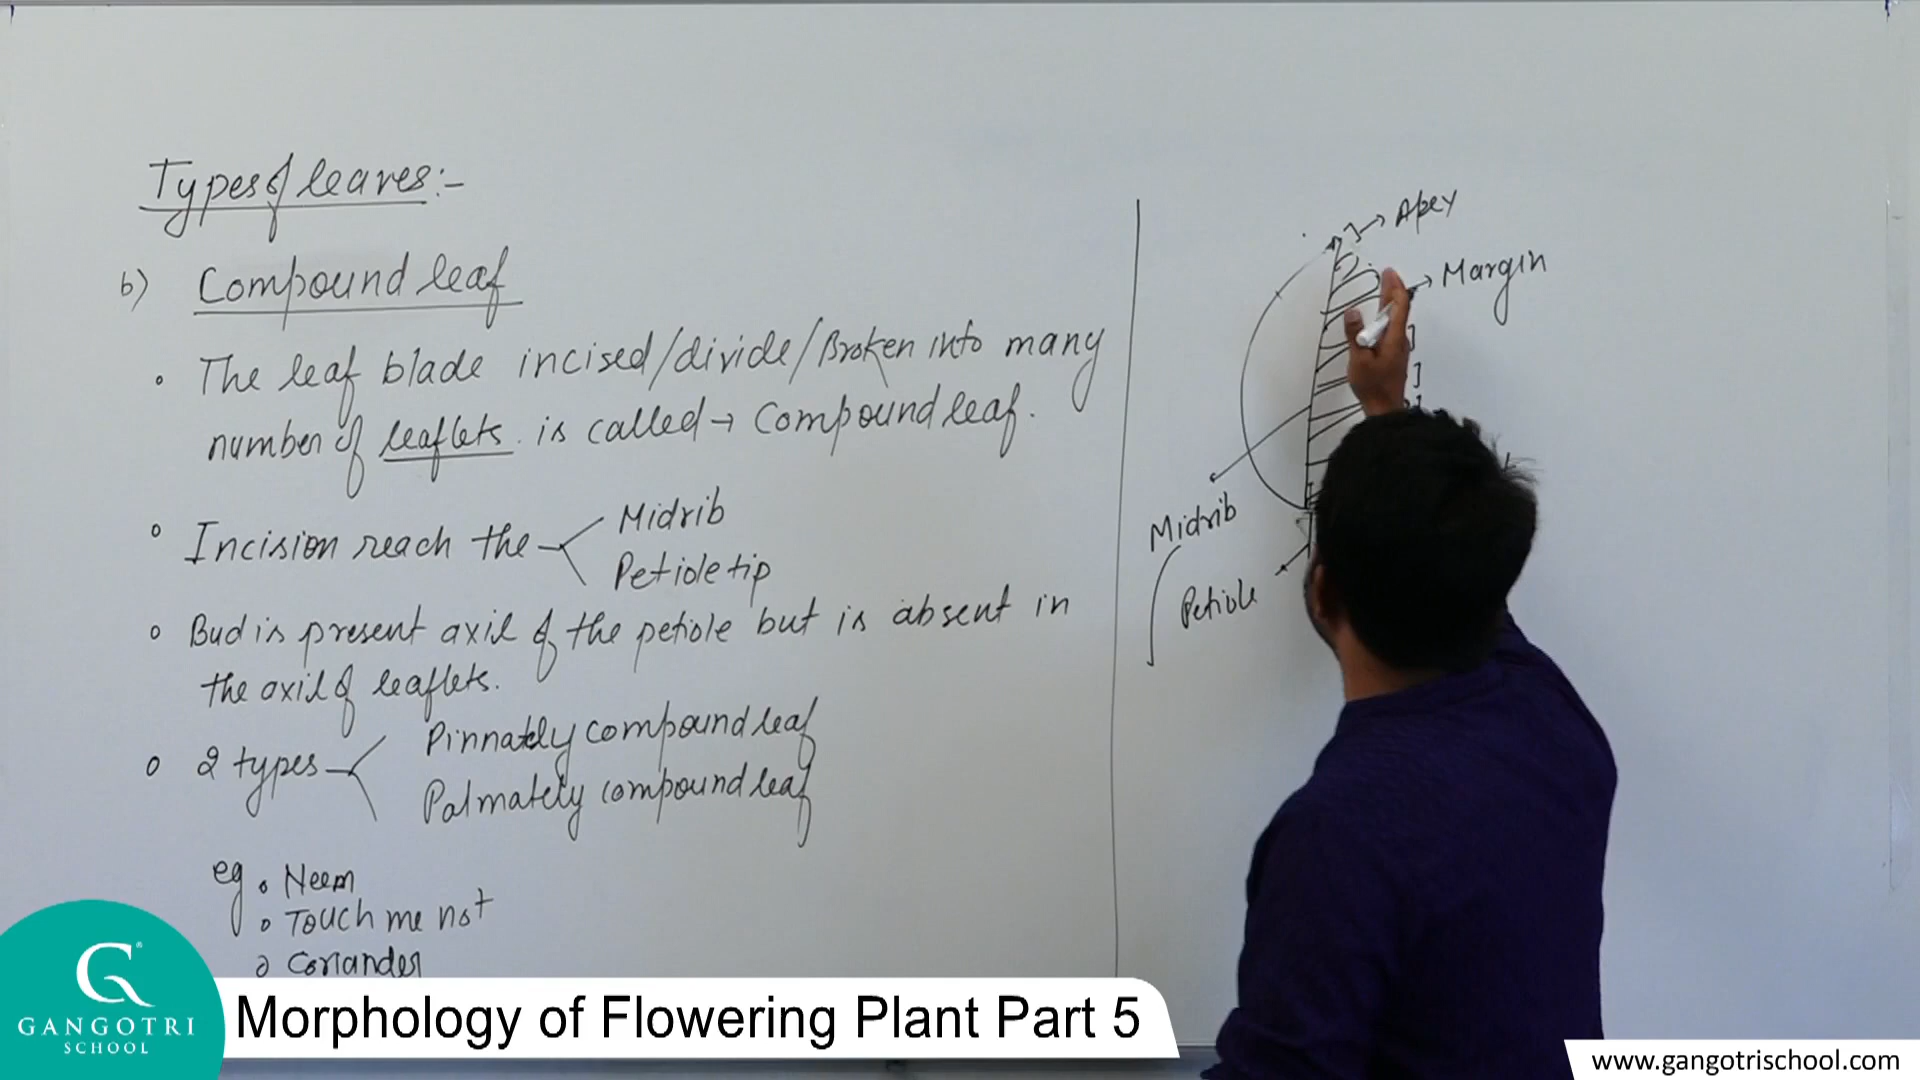 Types of leaves:-
b) Compound leaf
• The leaf blade incised/divide/Broken into many
number of leaflets. is called → Compound leaf.
• Incision reach the
Midrib
Petiole tip
• Bud is present axil of the petiole but is absent in
the axil of leaflets.
• 2 types
Pinnately compound leaf
Palmately compound leaf
eg • Neem
• Touch me not
• Coriander
Apex
Margin
Midrib
Petiole
GANGOTRI
SCHOOL
Morphology of Flowering Plant Part 5
www.gangotrischool.com